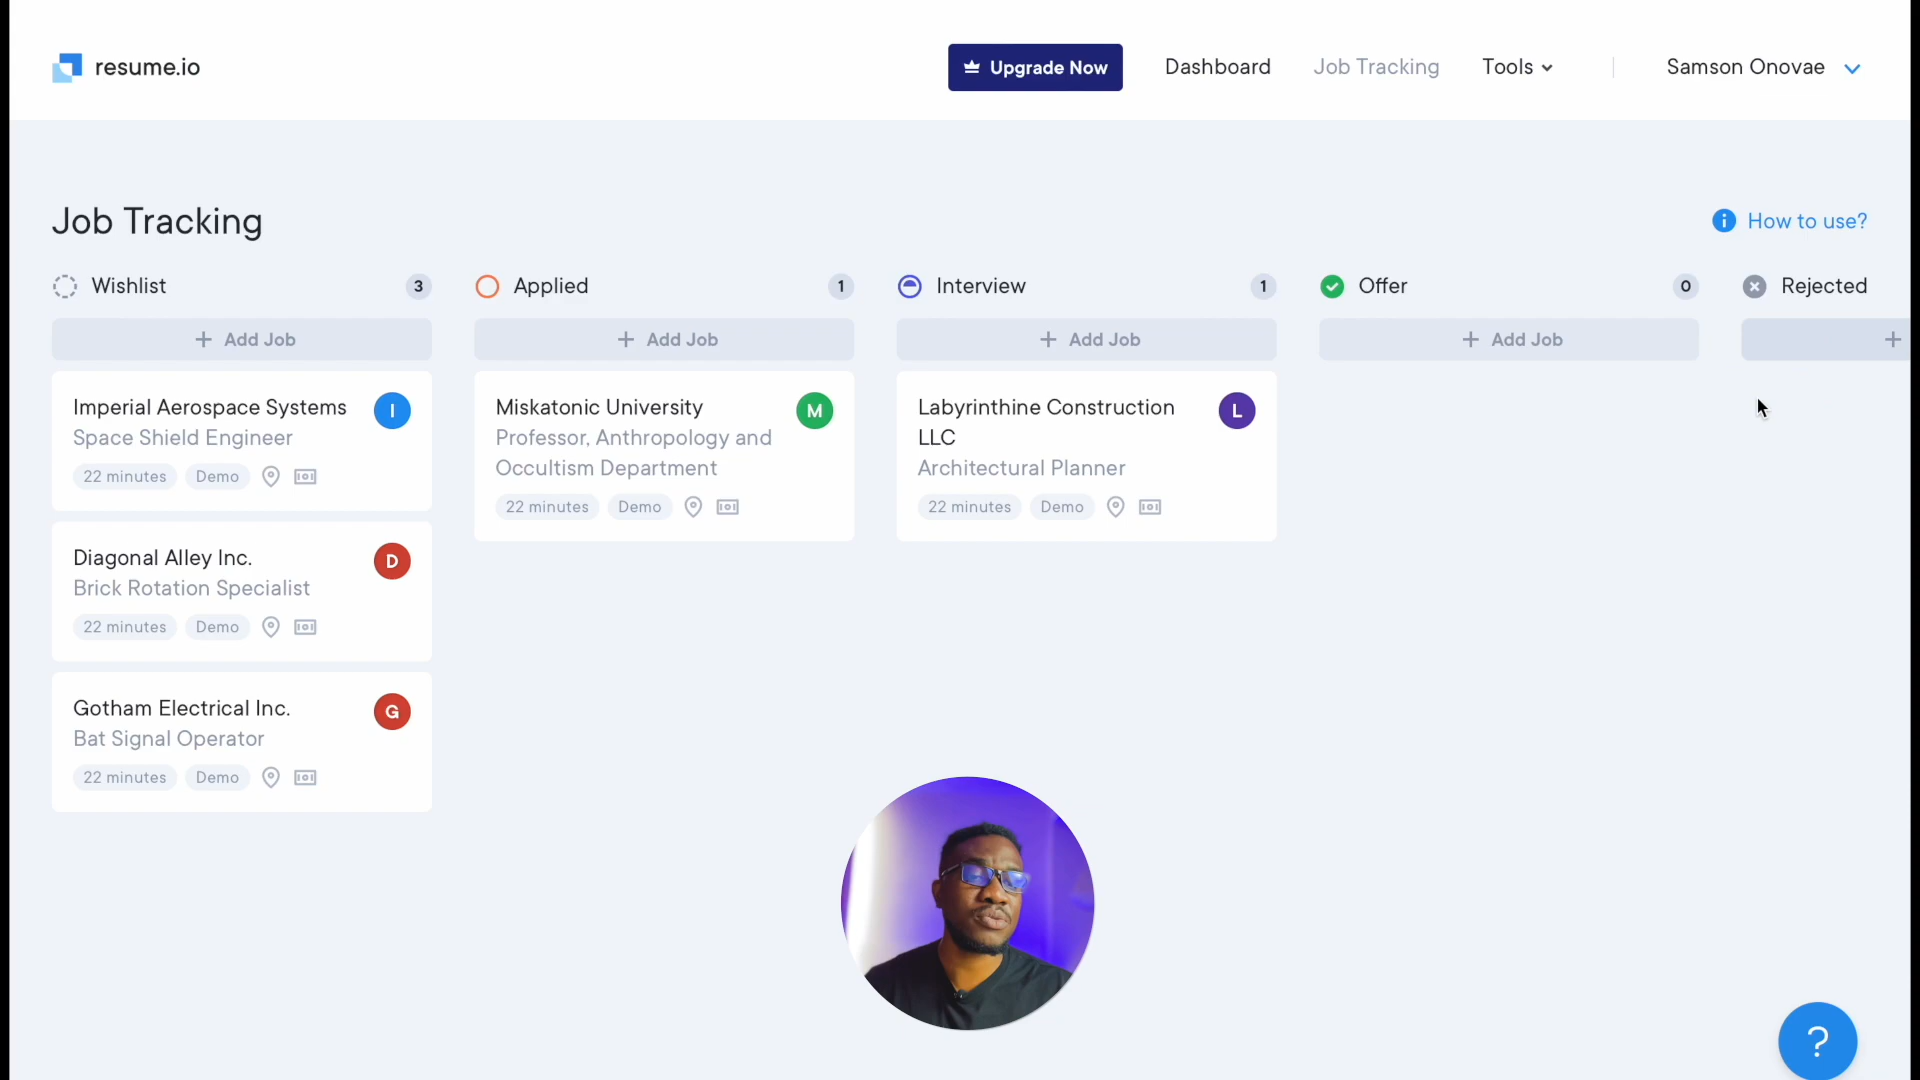 resume.io
Upgrade Now
Dashboard
Job Tracking
Tools
Samson Onovae
Job Tracking
i How to use?
Wishlist 3
Applied 1
Interview 1
Offer 0
Rejected
+ Add Job
+ Add Job
+ Add Job
+ Add Job
+
Imperial Aerospace Systems
I
Space Shield Engineer
22 minutes Demo
Diagonal Alley Inc.
D
Brick Rotation Specialist
22 minutes Demo
Gotham Electrical Inc.
G
Bat Signal Operator
22 minutes Demo
Miskatonic University
M
Professor, Anthropology and
Occultism Department
22 minutes Demo
Labyrinthine Construction
LLC
L
Architectural Planner
22 minutes Demo
?